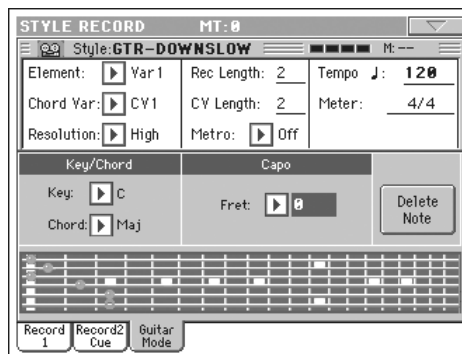 STYLE RECORD MT:0
Style:GTR-DOWNSLOW M: --
Element: Var1 Rec Length: 2 Tempo ♩: 120
Chord Var: CV1 CV Length: 2 Meter: 4/4
Resolution: High Metro: Off
Key/Chord Capo
Key: C
Fret: 0
Chord: Maj
Delete
Note
Record
1
Record2
Cue
Guitar
Mode